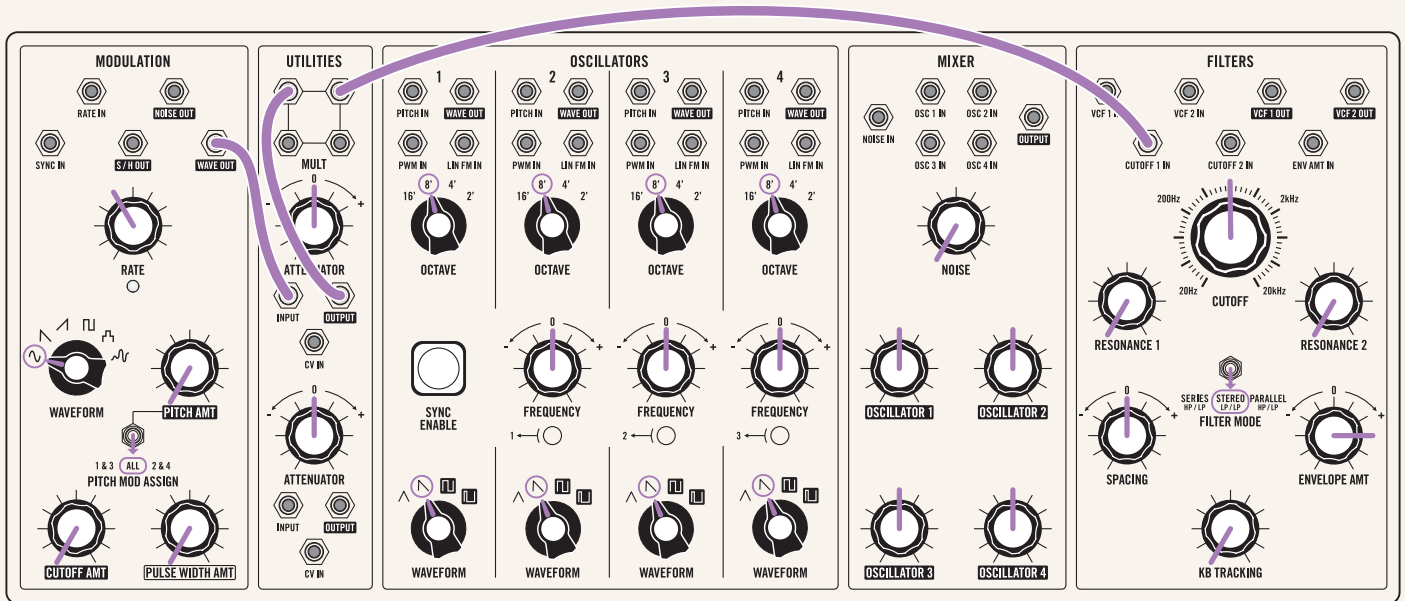 MODULATION
RATE IN
NOISE OUT
SYNC IN
S / H OUT
WAVE OUT
RATE
WAVEFORM
PITCH AMT
1 & 3 ALL 2 & 4
PITCH MOD ASSIGN
CUTOFF AMT
PULSE WIDTH AMT
UTILITIES
MULT
- 0 +
ATTENUATOR
INPUT
OUTPUT
CV IN
- 0 +
ATTENUATOR
INPUT
OUTPUT
CV IN
OSCILLATORS
1
PITCH IN
WAVE OUT
PWM IN
LIN FM IN
16' 8' 4' 2'
OCTAVE
SYNC
ENABLE
WAVEFORM
2
PITCH IN
WAVE OUT
PWM IN
LIN FM IN
16' 8' 4' 2'
OCTAVE
- 0 +
FREQUENCY
1
WAVEFORM
3
PITCH IN
WAVE OUT
PWM IN
LIN FM IN
16' 8' 4' 2'
OCTAVE
- 0 +
FREQUENCY
2
WAVEFORM
4
PITCH IN
WAVE OUT
PWM IN
LIN FM IN
16' 8' 4' 2'
OCTAVE
- 0 +
FREQUENCY
3
WAVEFORM
MIXER
NOISE IN
OSC 1 IN
OSC 2 IN
OSC 3 IN
OSC 4 IN
OUTPUT
NOISE
OSCILLATOR 1
OSCILLATOR 2
OSCILLATOR 3
OSCILLATOR 4
FILTERS
VCF 1 IN
VCF 2 IN
VCF 1 OUT
VCF 2 OUT
CUTOFF 1 IN
CUTOFF 2 IN
ENV AMT IN
200Hz 2kHz
20Hz 20kHz
CUTOFF
RESONANCE 1
RESONANCE 2
SERIES STEREO PARALLEL
HP / LP LP / LP HP / LP
FILTER MODE
- 0 +
SPACING
- 0 +
ENVELOPE AMT
KB TRACKING